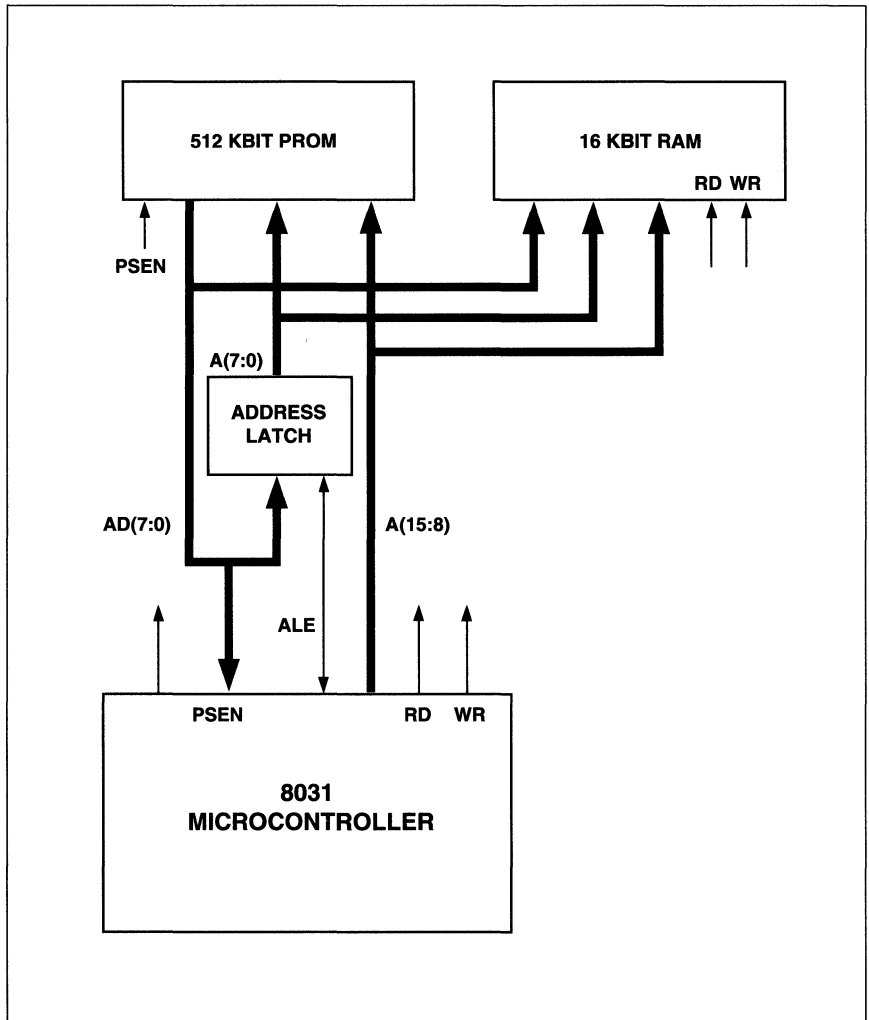 512 KBIT PROM
16 KBIT RAM
RD WR
PSEN
A(7:0)
ADDRESS
LATCH
AD(7:0)
A(15:8)
ALE
PSEN
RD
WR
8031
MICROCONTROLLER